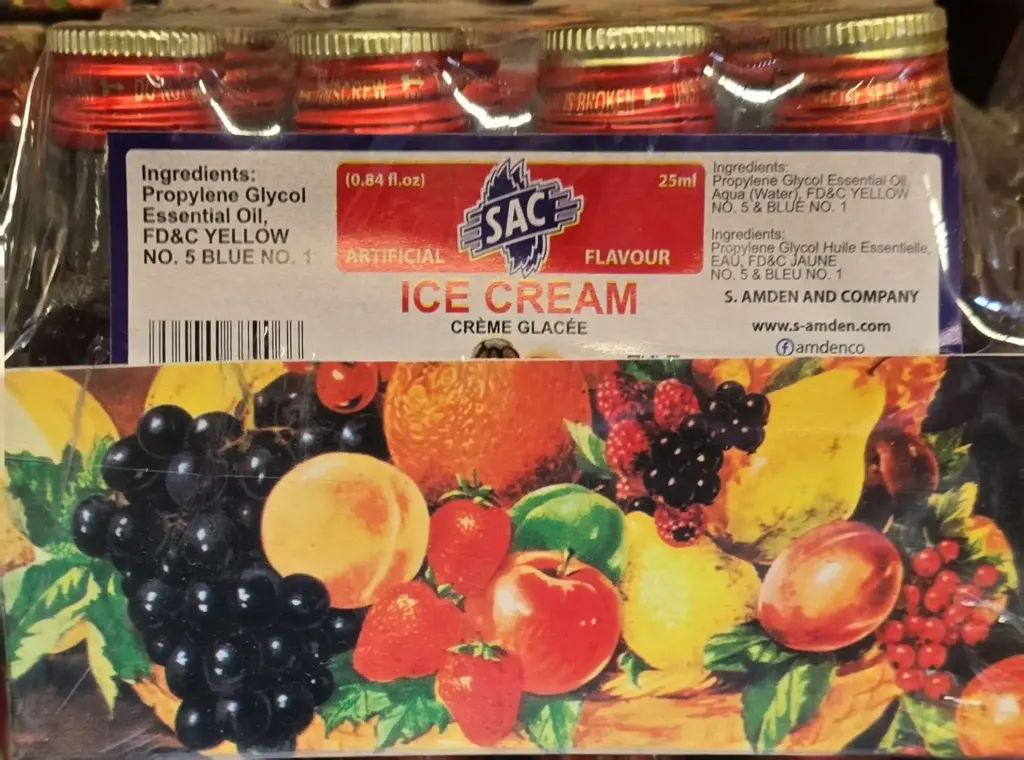 DO NO
UNSCREW
IS BROKEN
UNS
Ingredients:
Propylene Glycol
Essential Oil,
FD&C YELLOW
NO. 5 BLUE NO. 1
(0.84 fl.oz)
25ml
SAC
ARTIFICIAL
FLAVOUR
ICE CREAM
CRÈME GLACÉE
Ingredients:
Propylene Glycol Essential Oil,
Aqua (Water), FD&C YELLOW
NO. 5 & BLUE NO. 1
Ingredients:
Propylene Glycol Huile Essentielle,
EAU, FD&C JAUNE
NO. 5 & BLEU NO. 1
S. AMDEN AND COMPANY
www.s-amden.com
amdenco